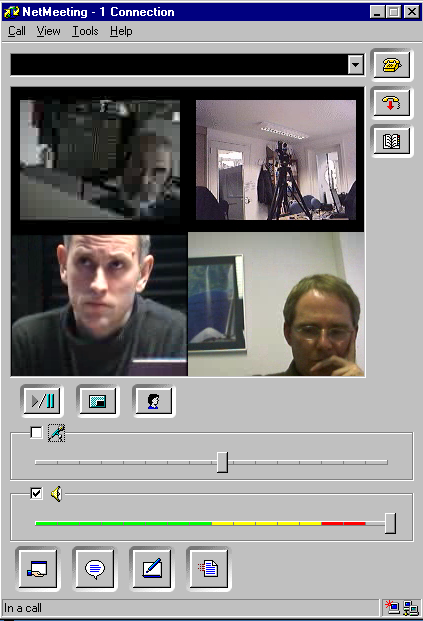 NetMeeting - 1 Connection
Call View Tools Help
In a call